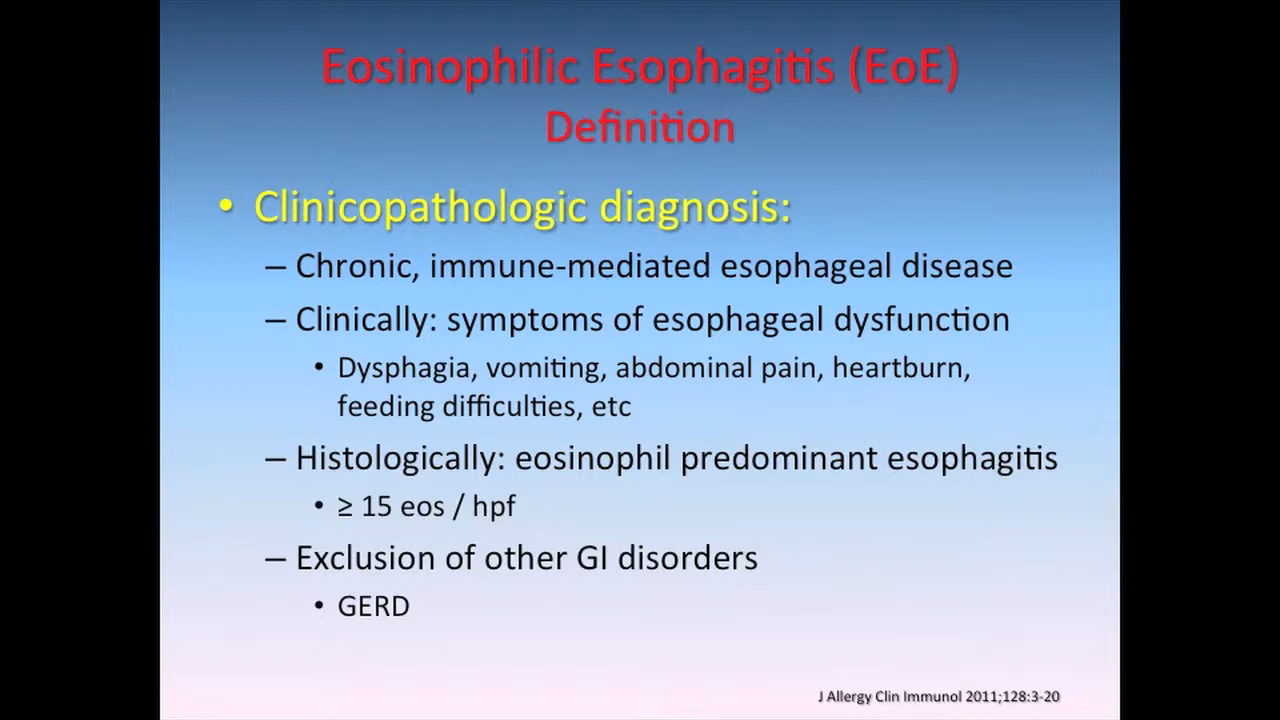 Eosinophilic Esophagitis (EoE)
Definition
• Clinicopathologic diagnosis:
– Chronic, immune-mediated esophageal disease
– Clinically: symptoms of esophageal dysfunction
• Dysphagia, vomiting, abdominal pain, heartburn,
feeding difficulties, etc
– Histologically: eosinophil predominant esophagitis
• ≥ 15 eos / hpf
– Exclusion of other GI disorders
• GERD
J Allergy Clin Immunol 2011;128:3-20